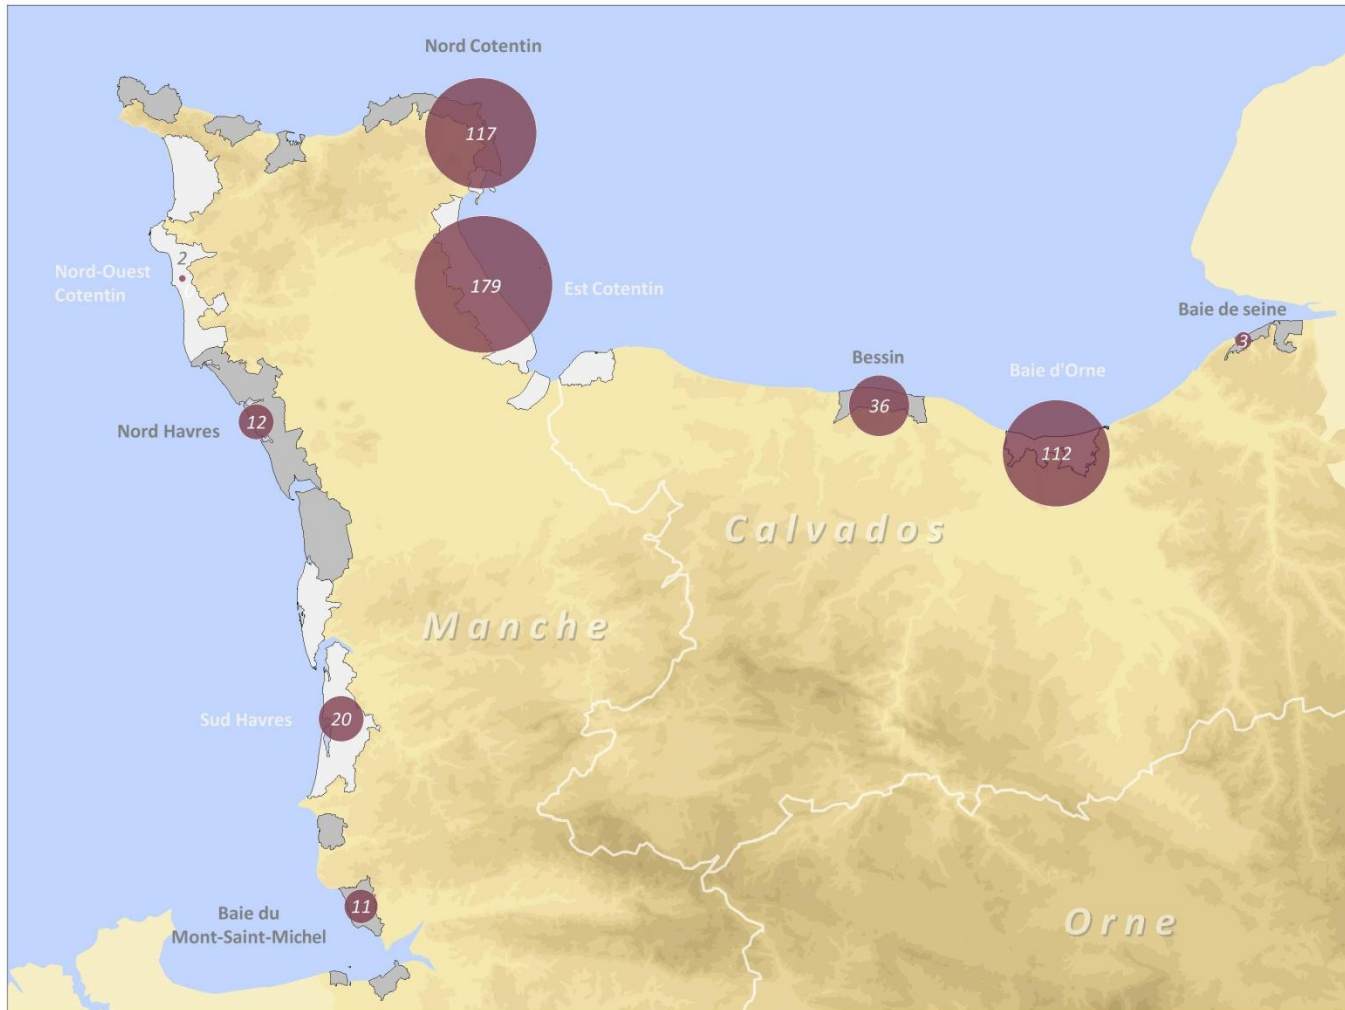 Nord Cotentin
117
2
Nord-Ouest
Cotentin
179
Est Cotentin
Baie de seine
3
Bessin
36
Baie d'Orne
112
12
Nord Havres
Calvados
Manche
Sud Havres
20
11
Baie du
Mont-Saint-Michel
Orne